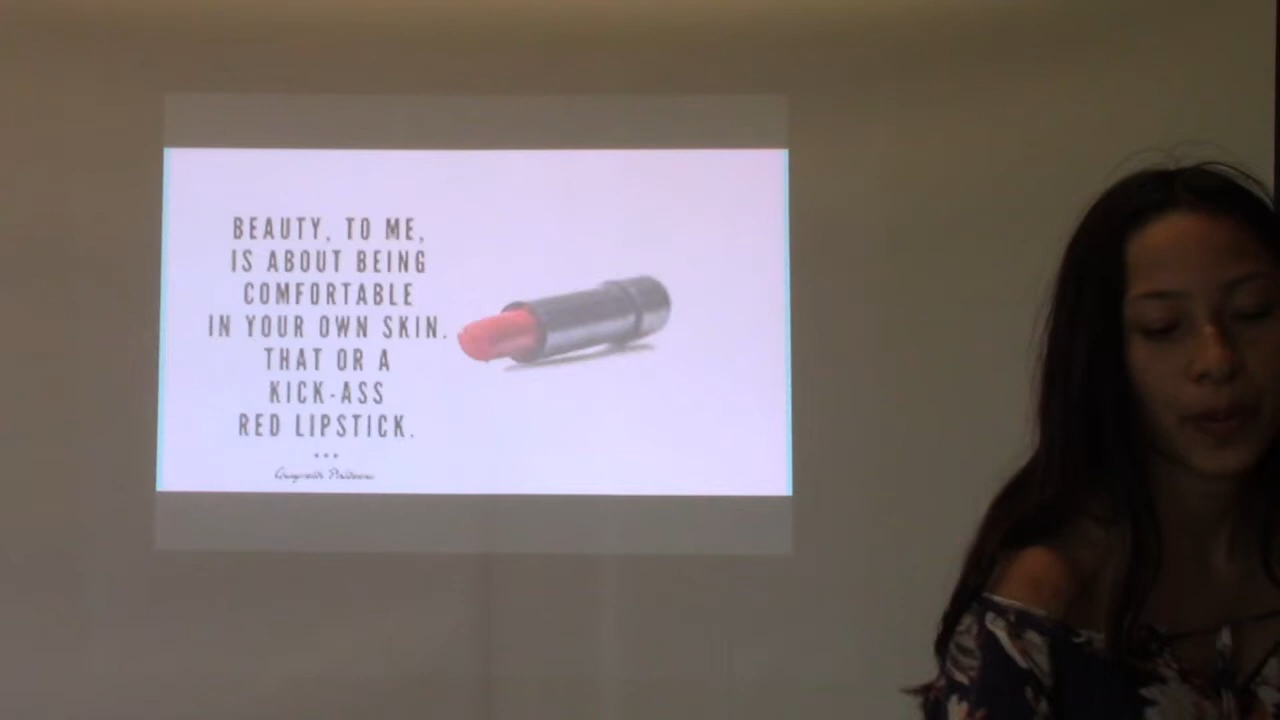 BEAUTY, TO ME,
IS ABOUT BEING
COMFORTABLE
IN YOUR OWN SKIN.
THAT OR A
KICK-ASS
RED LIPSTICK.